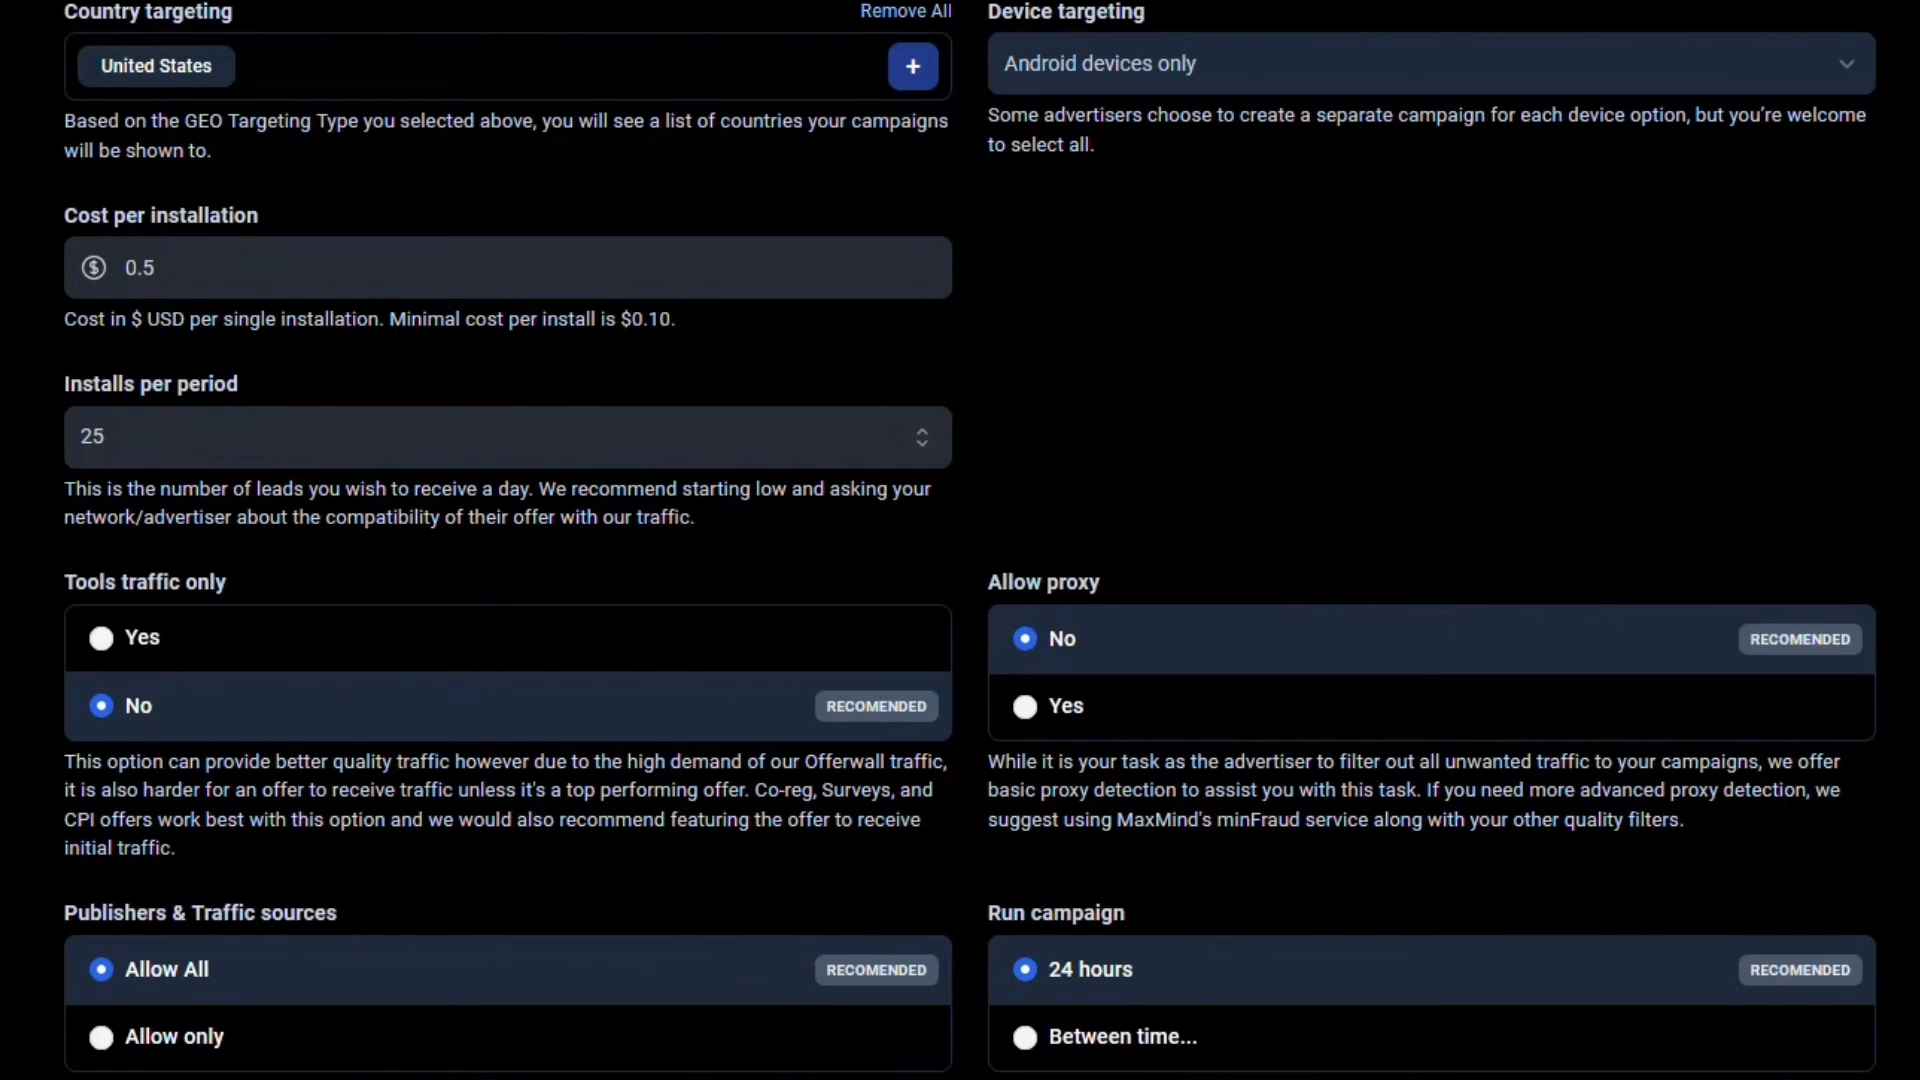 Country targeting
Remove All
United States
+
Based on the GEO Targeting Type you selected above, you will see a list of countries your campaigns
will be shown to.
Device targeting
Android devices only
Some advertisers choose to create a separate campaign for each device option, but you're welcome
to select all.
Cost per installation
$ 0.5
Cost in $ USD per single installation. Minimal cost per install is $0.10.
Installs per period
25
This is the number of leads you wish to receive a day. We recommend starting low and asking your
network/advertiser about the compatibility of their offer with our traffic.
Tools traffic only
Yes
No RECOMENDED
This option can provide better quality traffic however due to the high demand of our Offerwall traffic,
it is also harder for an offer to receive traffic unless it's a top performing offer. Co-reg, Surveys, and
CPI offers work best with this option and we would also recommend featuring the offer to receive
initial traffic.
Allow proxy
No RECOMENDED
Yes
While it is your task as the advertiser to filter out all unwanted traffic to your campaigns, we offer
basic proxy detection to assist you with this task. If you need more advanced proxy detection, we
suggest using MaxMind's minFraud service along with your other quality filters.
Publishers & Traffic sources
Allow All RECOMENDED
Allow only
Run campaign
24 hours RECOMENDED
Between time...